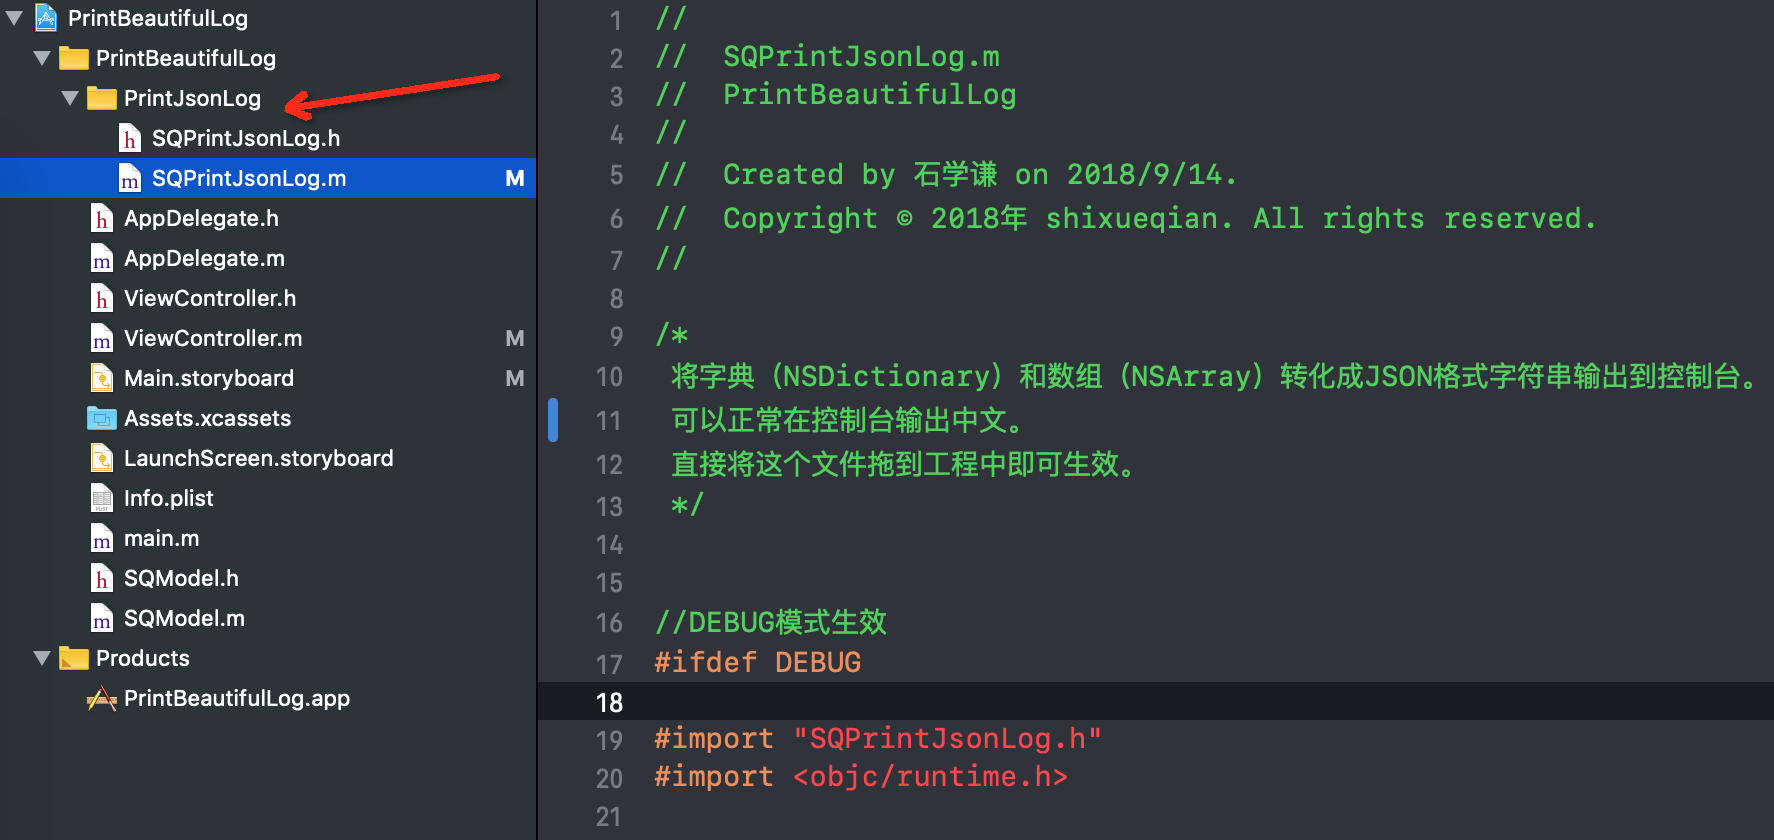 PrintBeautifulLog
PrintBeautifulLog
PrintJsonLog
h SQPrintJsonLog.h
m SQPrintJsonLog.m M
h AppDelegate.h
m AppDelegate.m
h ViewController.h
m ViewController.m M
Main.storyboard M
Assets.xcassets
LaunchScreen.storyboard
PLIST Info.plist
m main.m
h SQModel.h
m SQModel.m
Products
PrintBeautifulLog.app
1 //
2 //  SQPrintJsonLog.m
3 //  PrintBeautifulLog
4 //
5 //  Created by 石学谦 on 2018/9/14.
6 //  Copyright © 2018年 shixueqian. All rights reserved.
7 //
8
9 /*
10 将字典（NSDictionary）和数组（NSArray）转化成JSON格式字符串输出到控制台。
11 可以正常在控制台输出中文。
12 直接将这个文件拖到工程中即可生效。
13 */
14
15
16 //DEBUG模式生效
17 #ifdef DEBUG
18
19 #import "SQPrintJsonLog.h"
20 #import <objc/runtime.h>
21